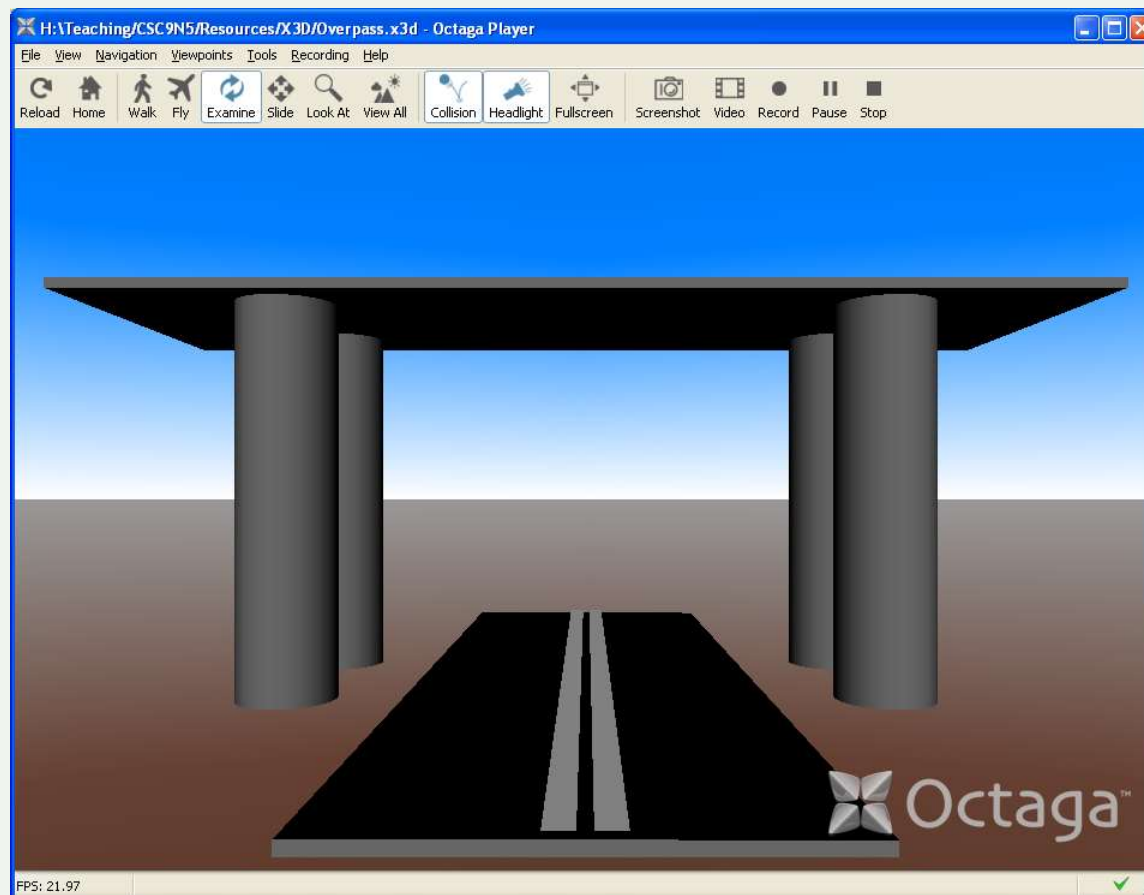 H:\Teaching/CSC9N5/Resources/X3D/Overpass.x3d - Octaga Player
File View Navigation Viewpoints Tools Recording Help
Reload Home Walk Fly Examine Slide Look At View All Collision Headlight Fullscreen Screenshot Video Record Pause Stop
Octaga™
FPS: 21.97